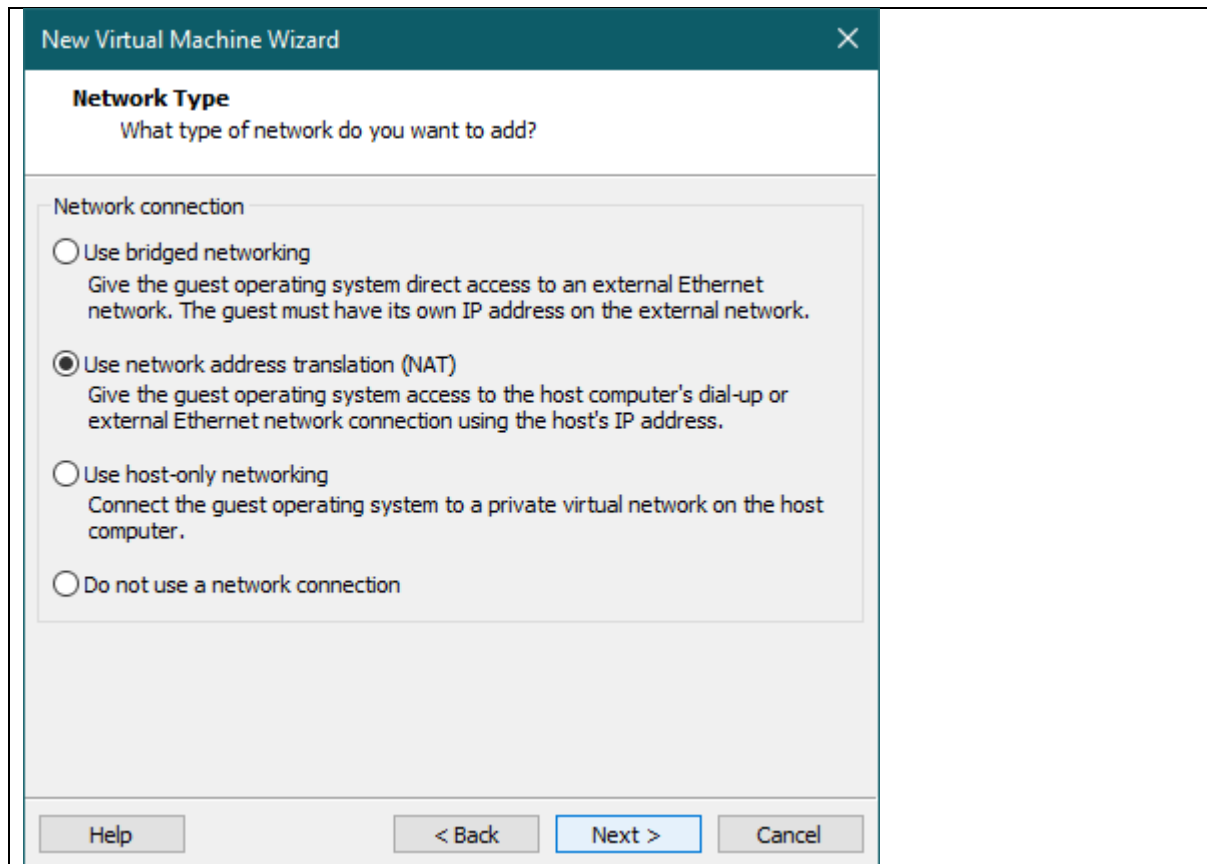 New Virtual Machine Wizard
Network Type
What type of network do you want to add?
Network connection
Use bridged networking
Give the guest operating system direct access to an external Ethernet
network. The guest must have its own IP address on the external network.
Use network address translation (NAT)
Give the guest operating system access to the host computer's dial-up or
external Ethernet network connection using the host's IP address.
Use host-only networking
Connect the guest operating system to a private virtual network on the host
computer.
Do not use a network connection
Help < Back Next > Cancel